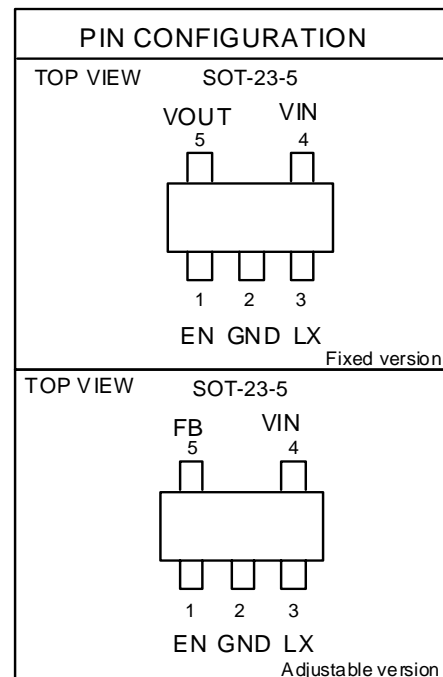 PIN CONFIGURATION
TOP VIEW SOT-23-5
VOUT VIN
5 4
1 2 3
EN GND LX
Fixed version
TOP VIEW SOT-23-5
FB VIN
5 4
1 2 3
EN GND LX
Adjustable version